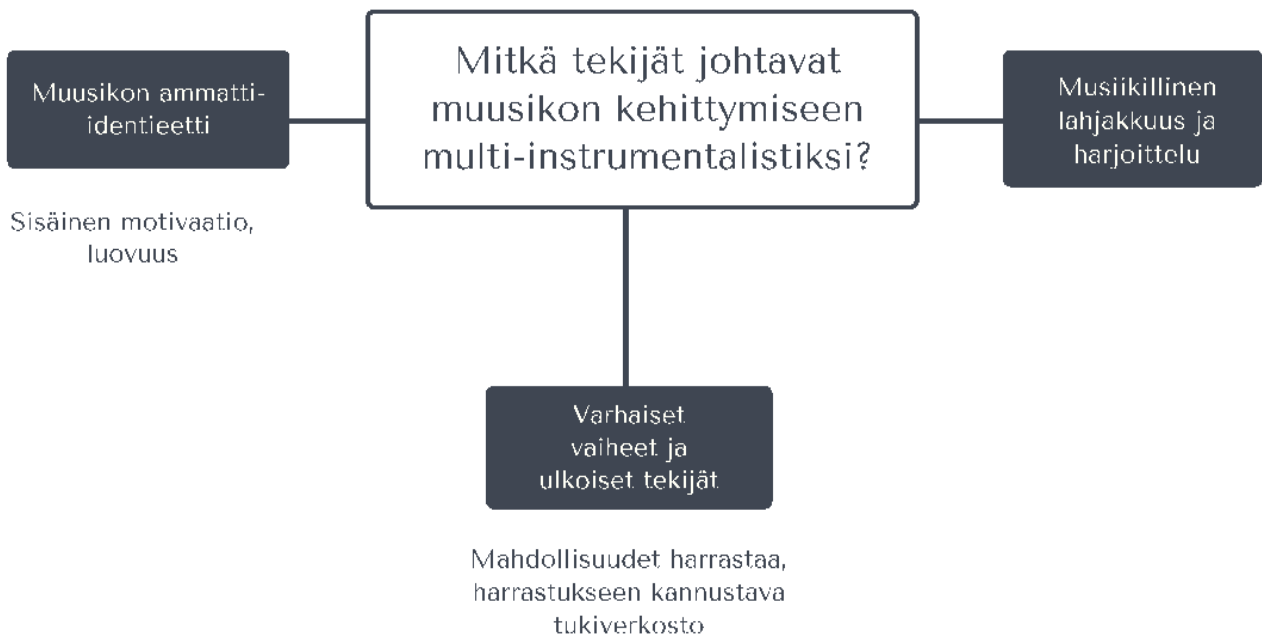 Mitkä tekijät johtavat
muusikon kehittymiseen
multi-instrumentalistiksi?
Muusikon ammatti-
identieetti
Sisäinen motivaatio,
luovuus
Musiikillinen
lahjakkuus ja
harjoittelu
Varhaiset
vaiheet ja
ulkoiset tekijät
Mahdollisuudet harrastaa,
harrastukseen kannustava
tukiverkosto